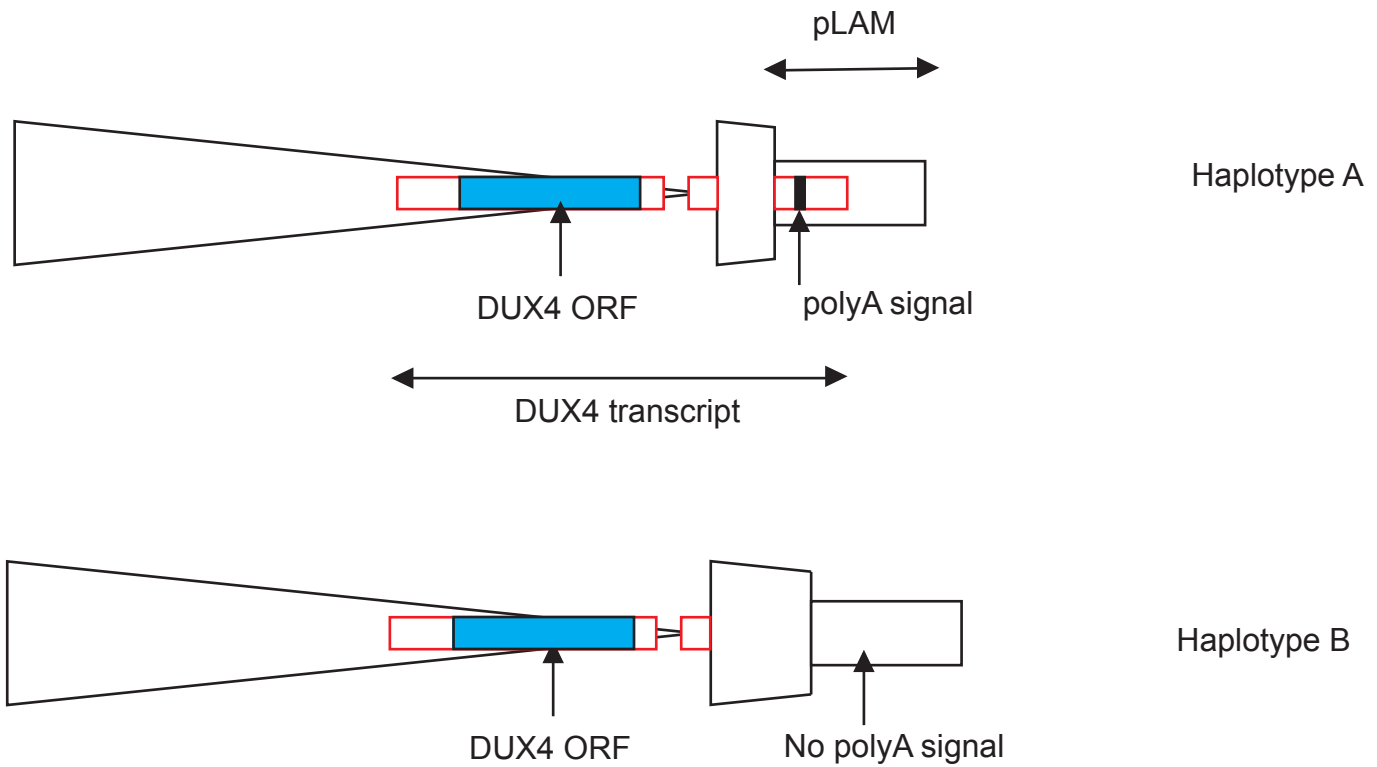 pLAM
Haplotype A
DUX4 ORF
polyA signal
DUX4 transcript
Haplotype B
DUX4 ORF
No polyA signal